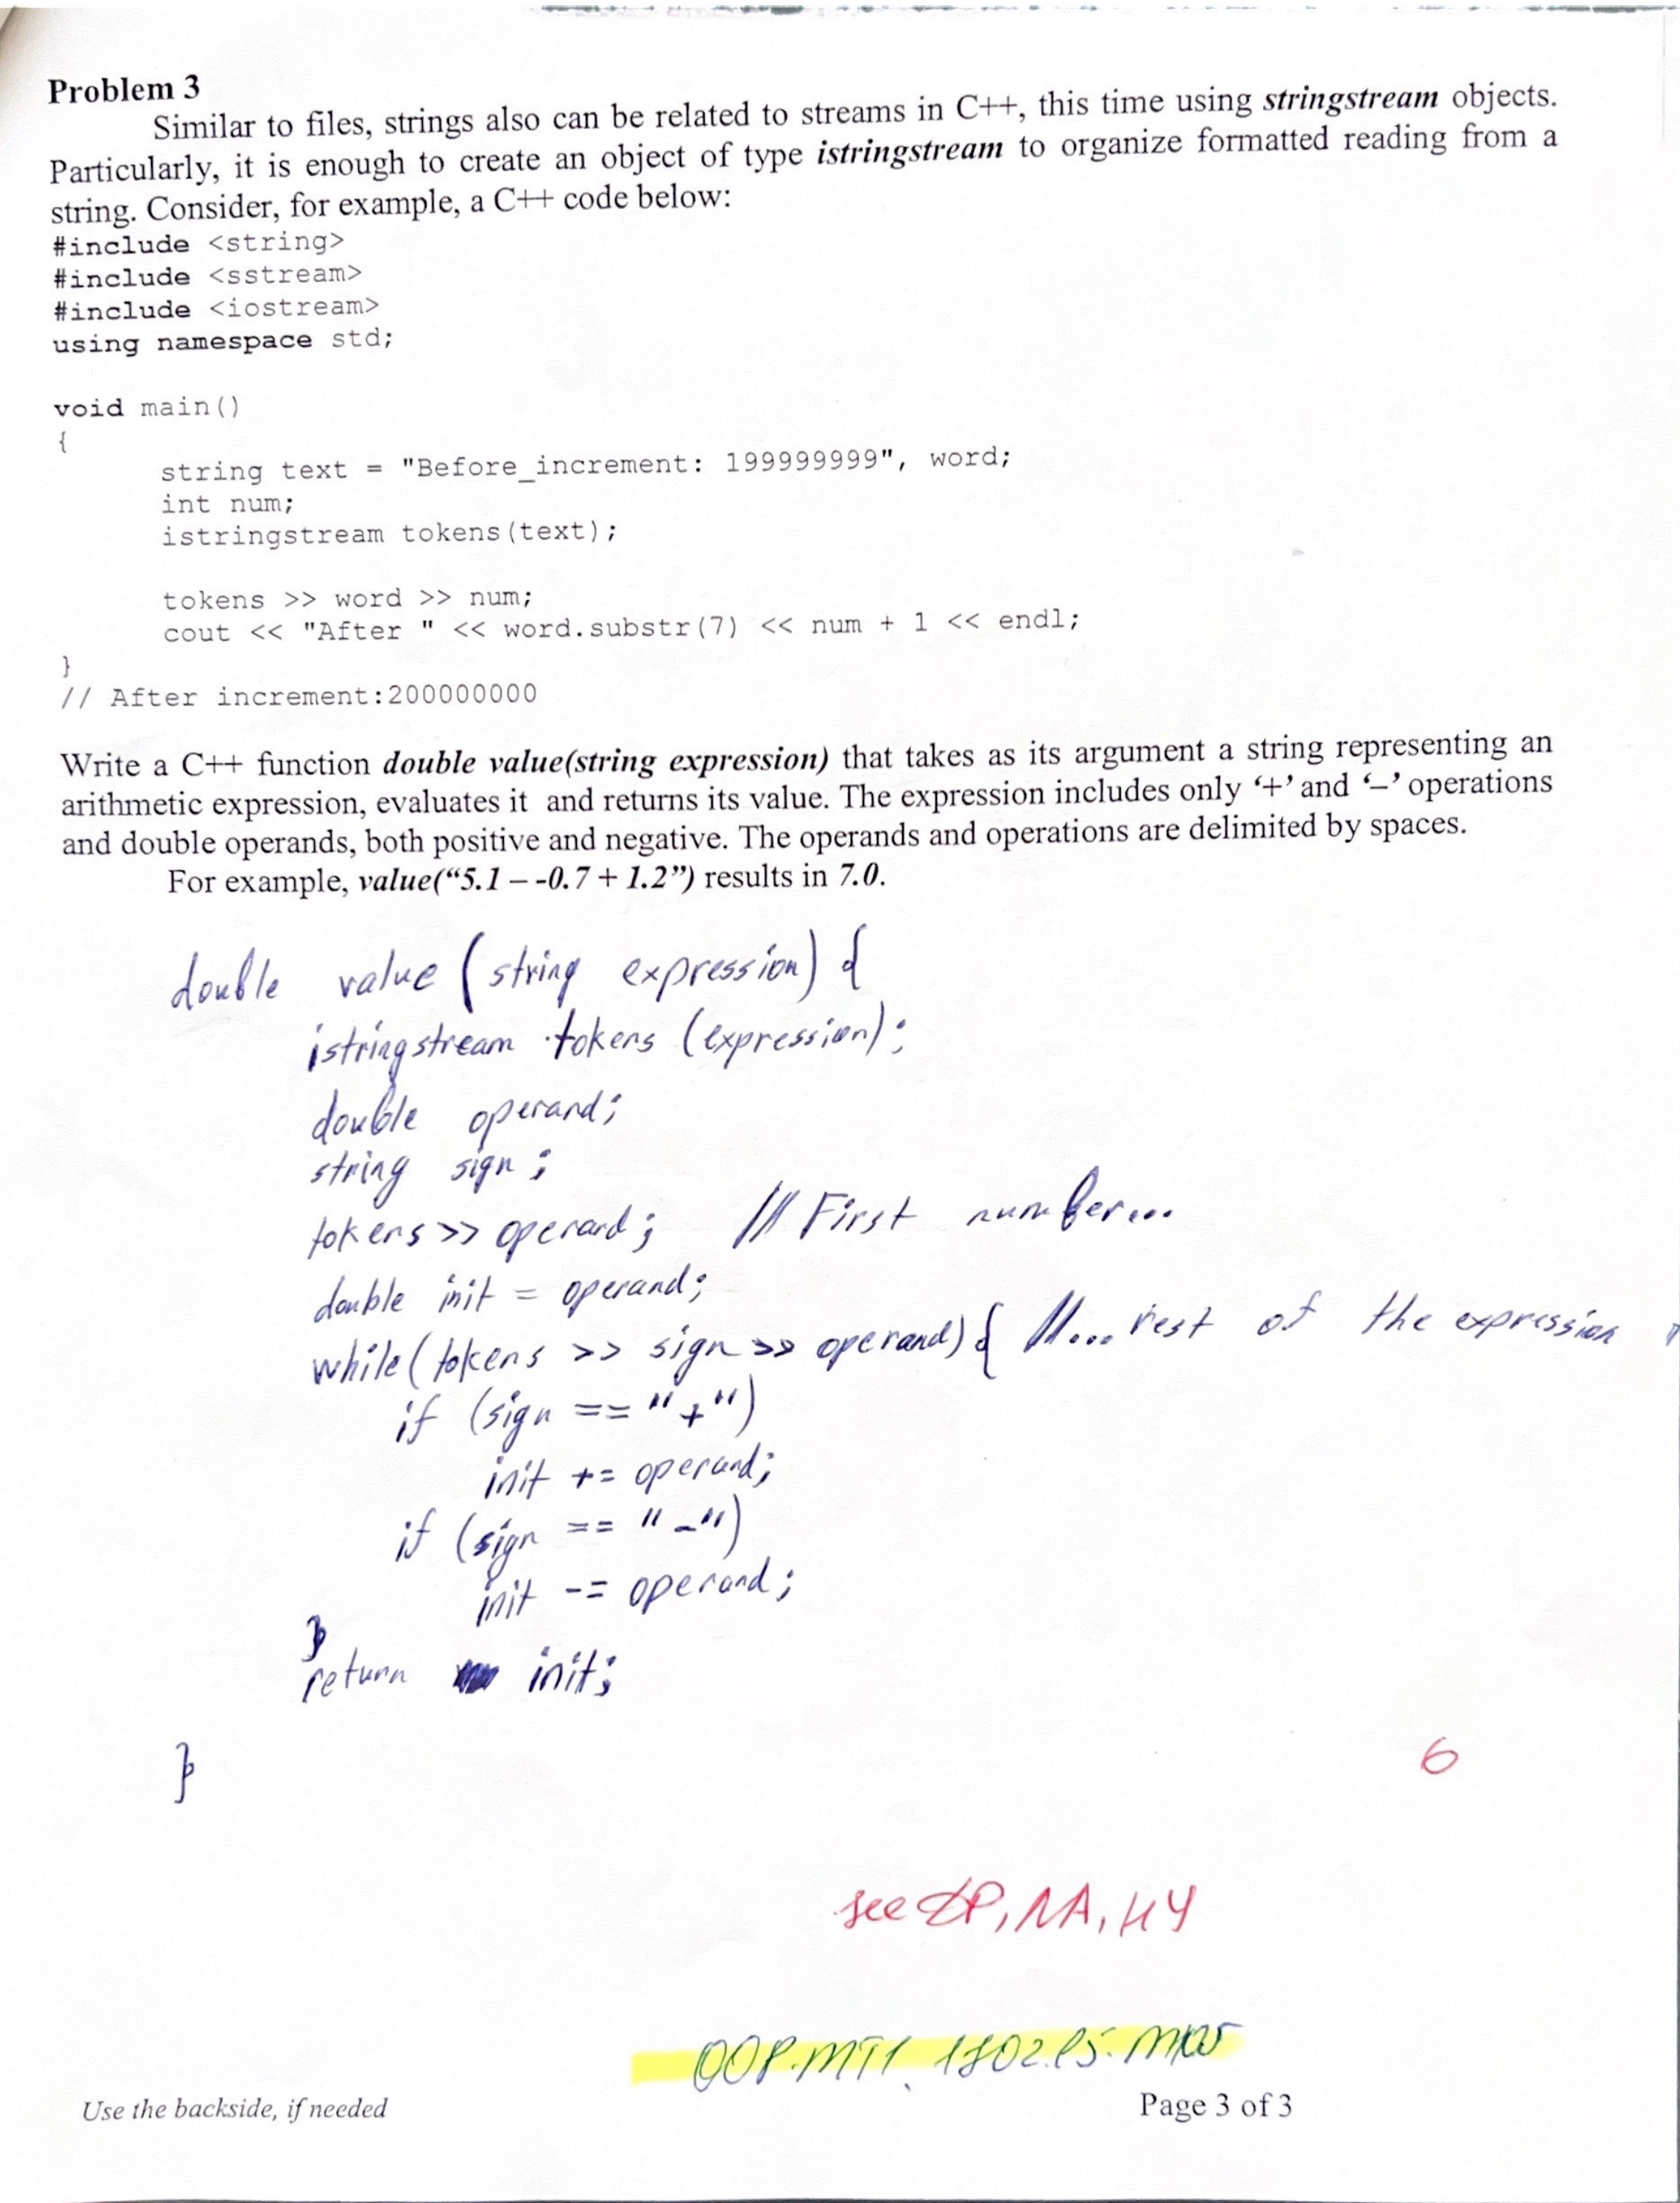 Problem 3
Similar to files, strings also can be related to streams in C++, this time using stringstream objects.
Particularly, it is enough to create an object of type istringstream to organize formatted reading from a
string. Consider, for example, a C++ code below:
#include <string>
#include <sstream>
#include <iostream>
using namespace std;
void main()
{
string text = "Before_increment: 199999999", word;
int num;
istringstream tokens(text);
tokens >> word >> num;
cout << "After " << word.substr(7) << num + 1 << endl;
}
// After increment:200000000
Write a C++ function double value(string expression) that takes as its argument a string representing an
arithmetic expression, evaluates it and returns its value. The expression includes only ‘+’ and ‘–’ operations
and double operands, both positive and negative. The operands and operations are delimited by spaces.
For example, value(“5.1 – -0.7 + 1.2”) results in 7.0.
double value (string expression) {
istringstream tokens (expression);
double operand;
string sign;
tokens >> operand; // First number...
double init = operand;
while (tokens >> sign >> operand) { //... rest of the expression
if (sign == "+")
init += operand;
if (sign == "-")
init -= operand;
}
return init;
}
6
see
Use the backside, if needed
Page 3 of 3